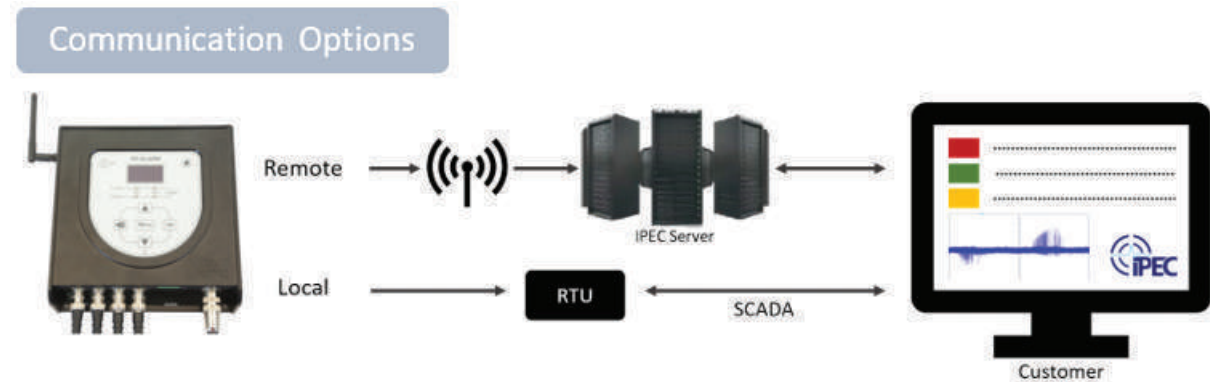 Communication Options
Remote
IPEC Server
Local
RTU
SCADA
iPEC
Customer